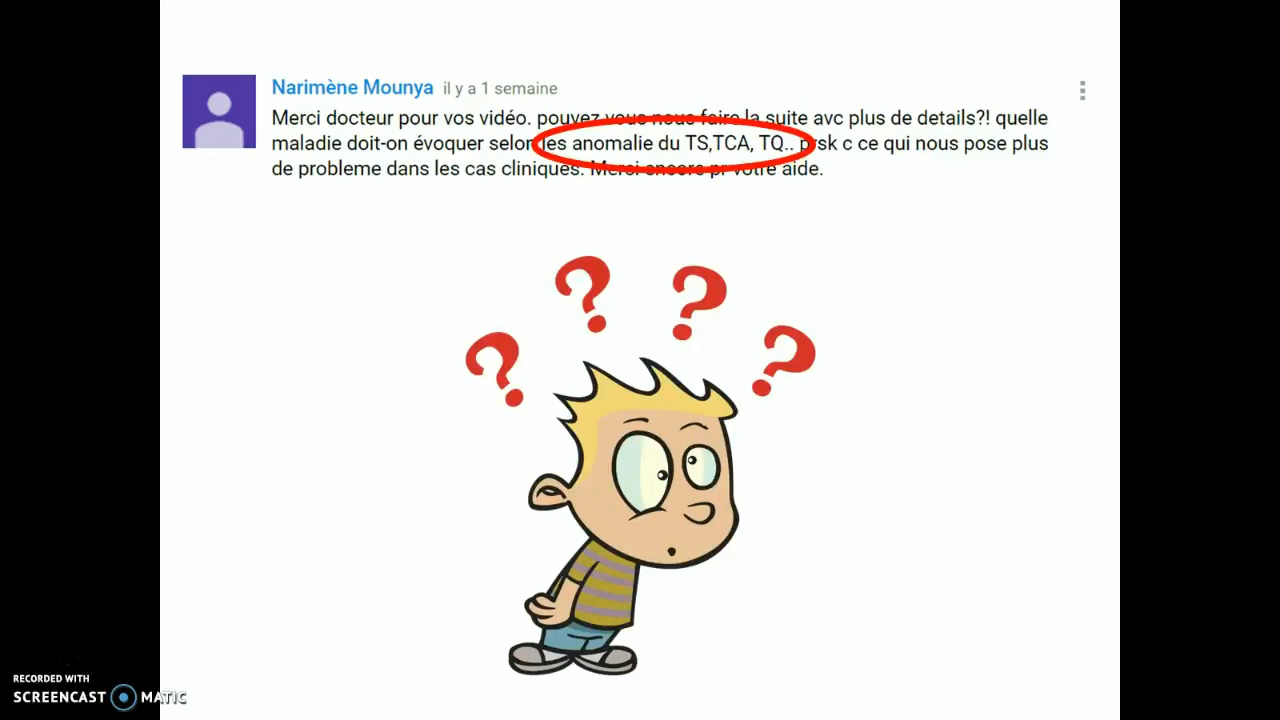 Narimène Mounya il y a 1 semaine
Merci docteur pour vos vidéo. pouvez vous nous faire la suite avc plus de details?! quelle
maladie doit-on évoquer selon les anomalie du TS,TCA, TQ.. prsk c ce qui nous pose plus
de probleme dans les cas cliniques. Merci encore pr votre aide.
?
?
?
?
RECORDED WITH
SCREENCAST MATIC